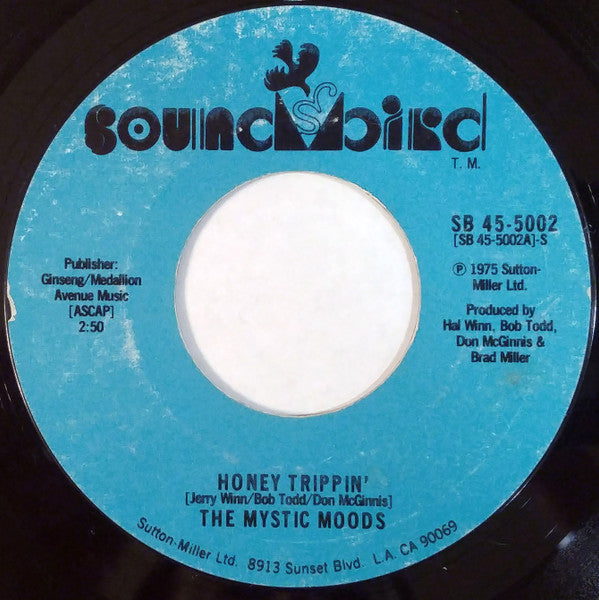 SOUNDBIRD
T. M.
SB 45-5002
[SB 45-5002A]-S
℗ 1975 Sutton-
Miller Ltd.
Produced by
Hal Winn, Bob Todd,
Don McGinnis &
Brad Miller
Publisher:
Ginseng/Medallion
Avenue Music
[ASCAP]
2:50
HONEY TRIPPIN'
[Jerry Winn/Bob Todd/Don McGinnis]
THE MYSTIC MOODS
Sutton-Miller Ltd. 8913 Sunset Blvd. L.A. CA 90069